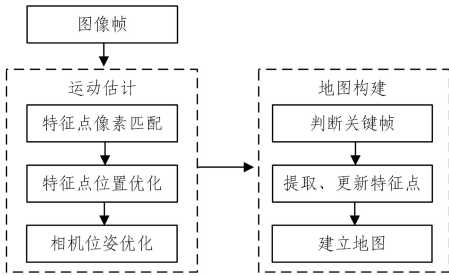 图像帧
运动估计
特征点像素匹配
特征点位置优化
相机位姿优化
地图构建
判断关键帧
提取、更新特征点
建立地图